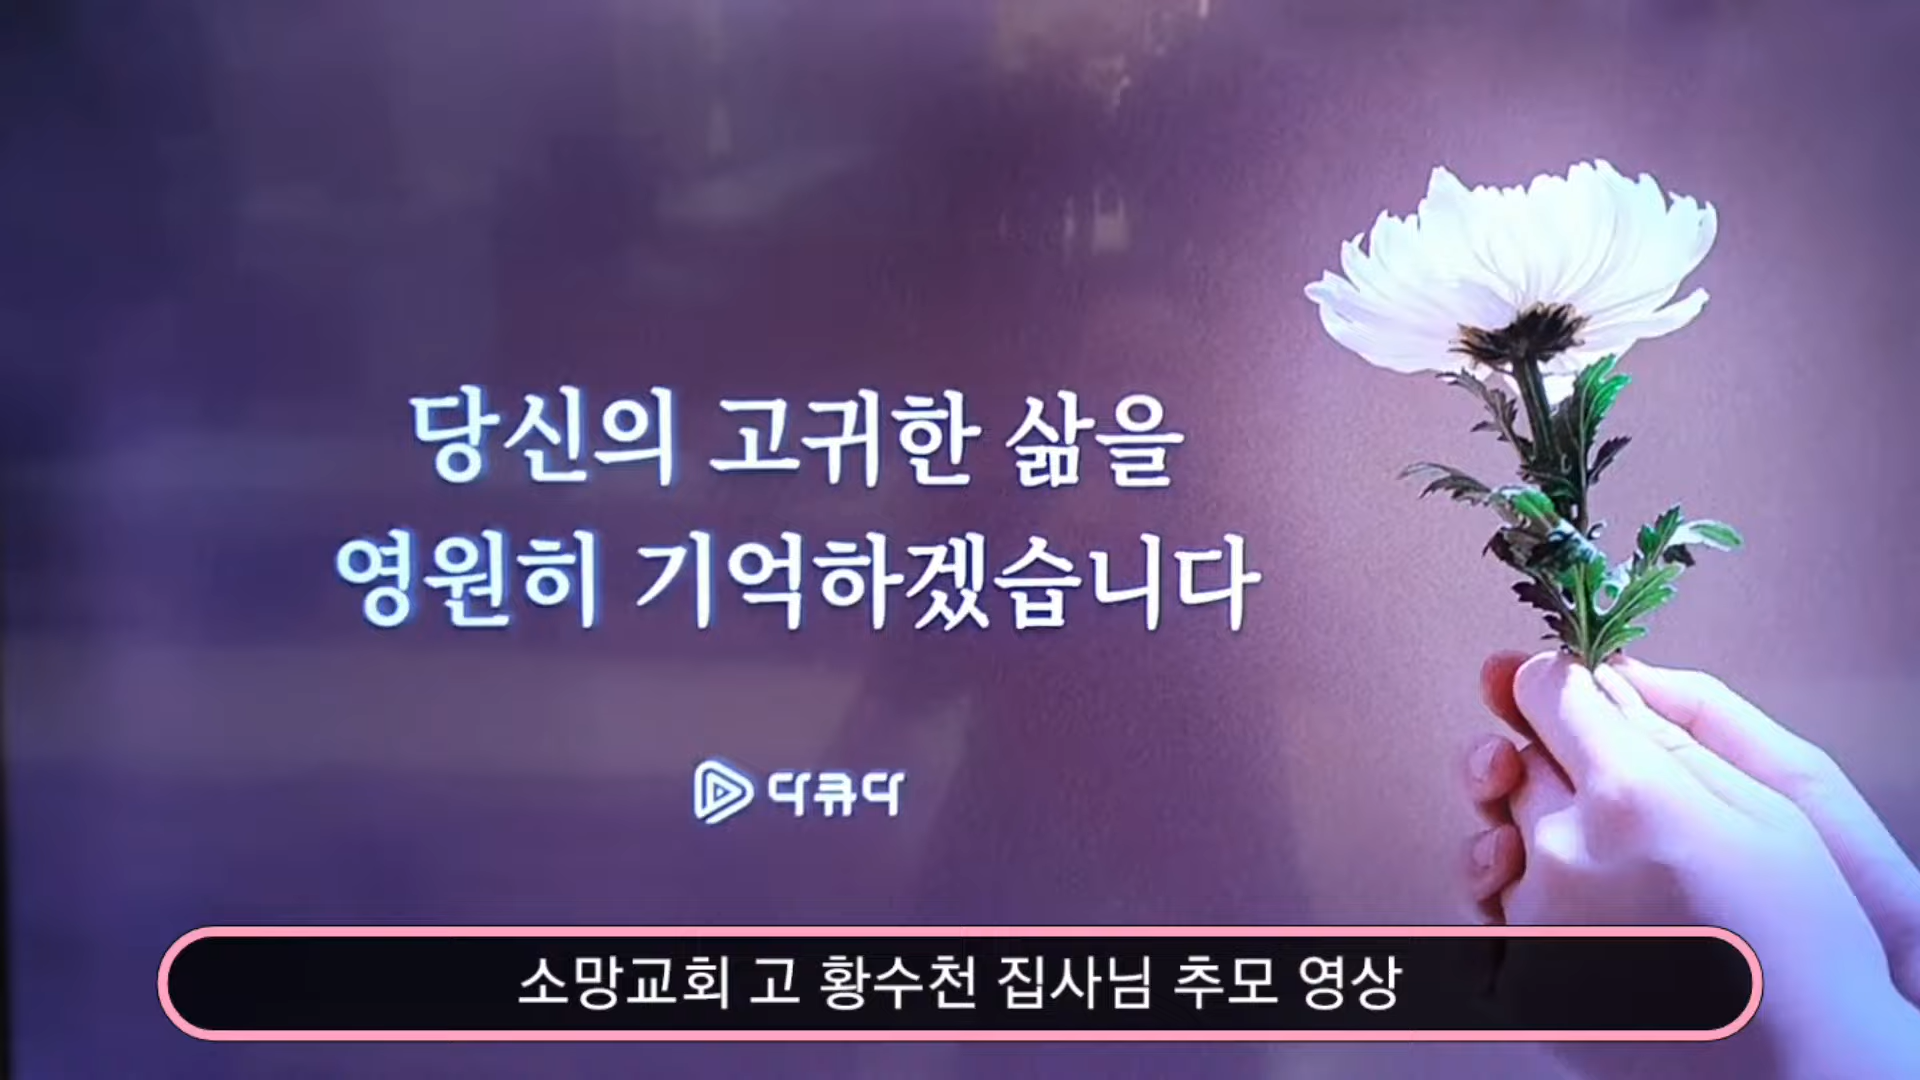 당신의 고귀한 삶을
영원히 기억하겠습니다
다큐다
소망교회 고 황수천 집사님 추모 영상